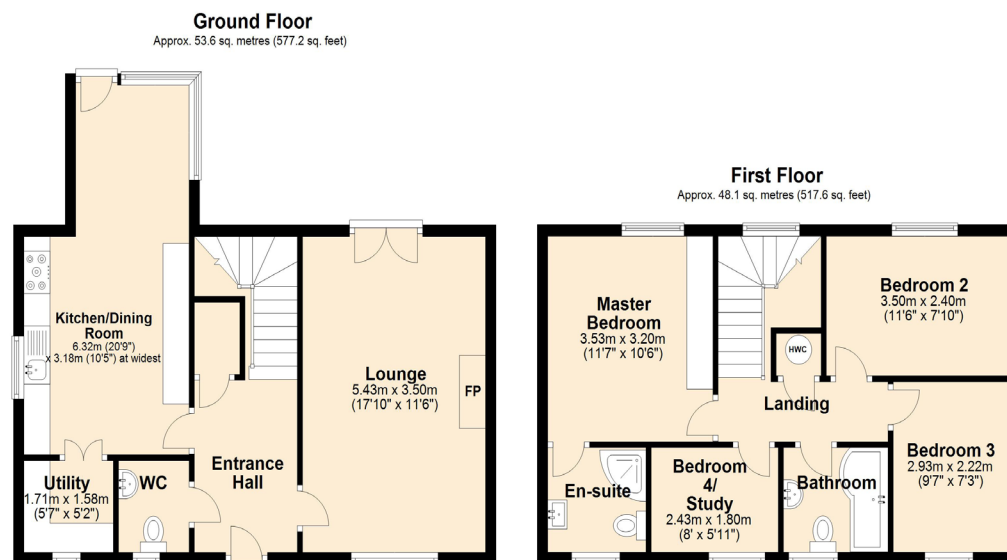 Ground Floor
Approx. 53.6 sq. metres (577.2 sq. feet)
Kitchen/Dining
Room
6.32m (20'9")
x 3.18m (10'5") at widest
Lounge
5.43m x 3.50m
(17'10" x 11'6")
FP
Utility
1.71m x 1.58m
(5'7" x 5'2")
WC
Entrance
Hall
First Floor
Approx. 48.1 sq. metres (517.6 sq. feet)
Master
Bedroom
3.53m x 3.20m
(11'7" x 10'6")
Bedroom 2
3.50m x 2.40m
(11'6" x 7'10")
HWC
Landing
Bedroom 3
2.93m x 2.22m
(9'7" x 7'3")
En-suite
Bedroom
4/
Study
2.43m x 1.80m
(8' x 5'11")
Bathroom